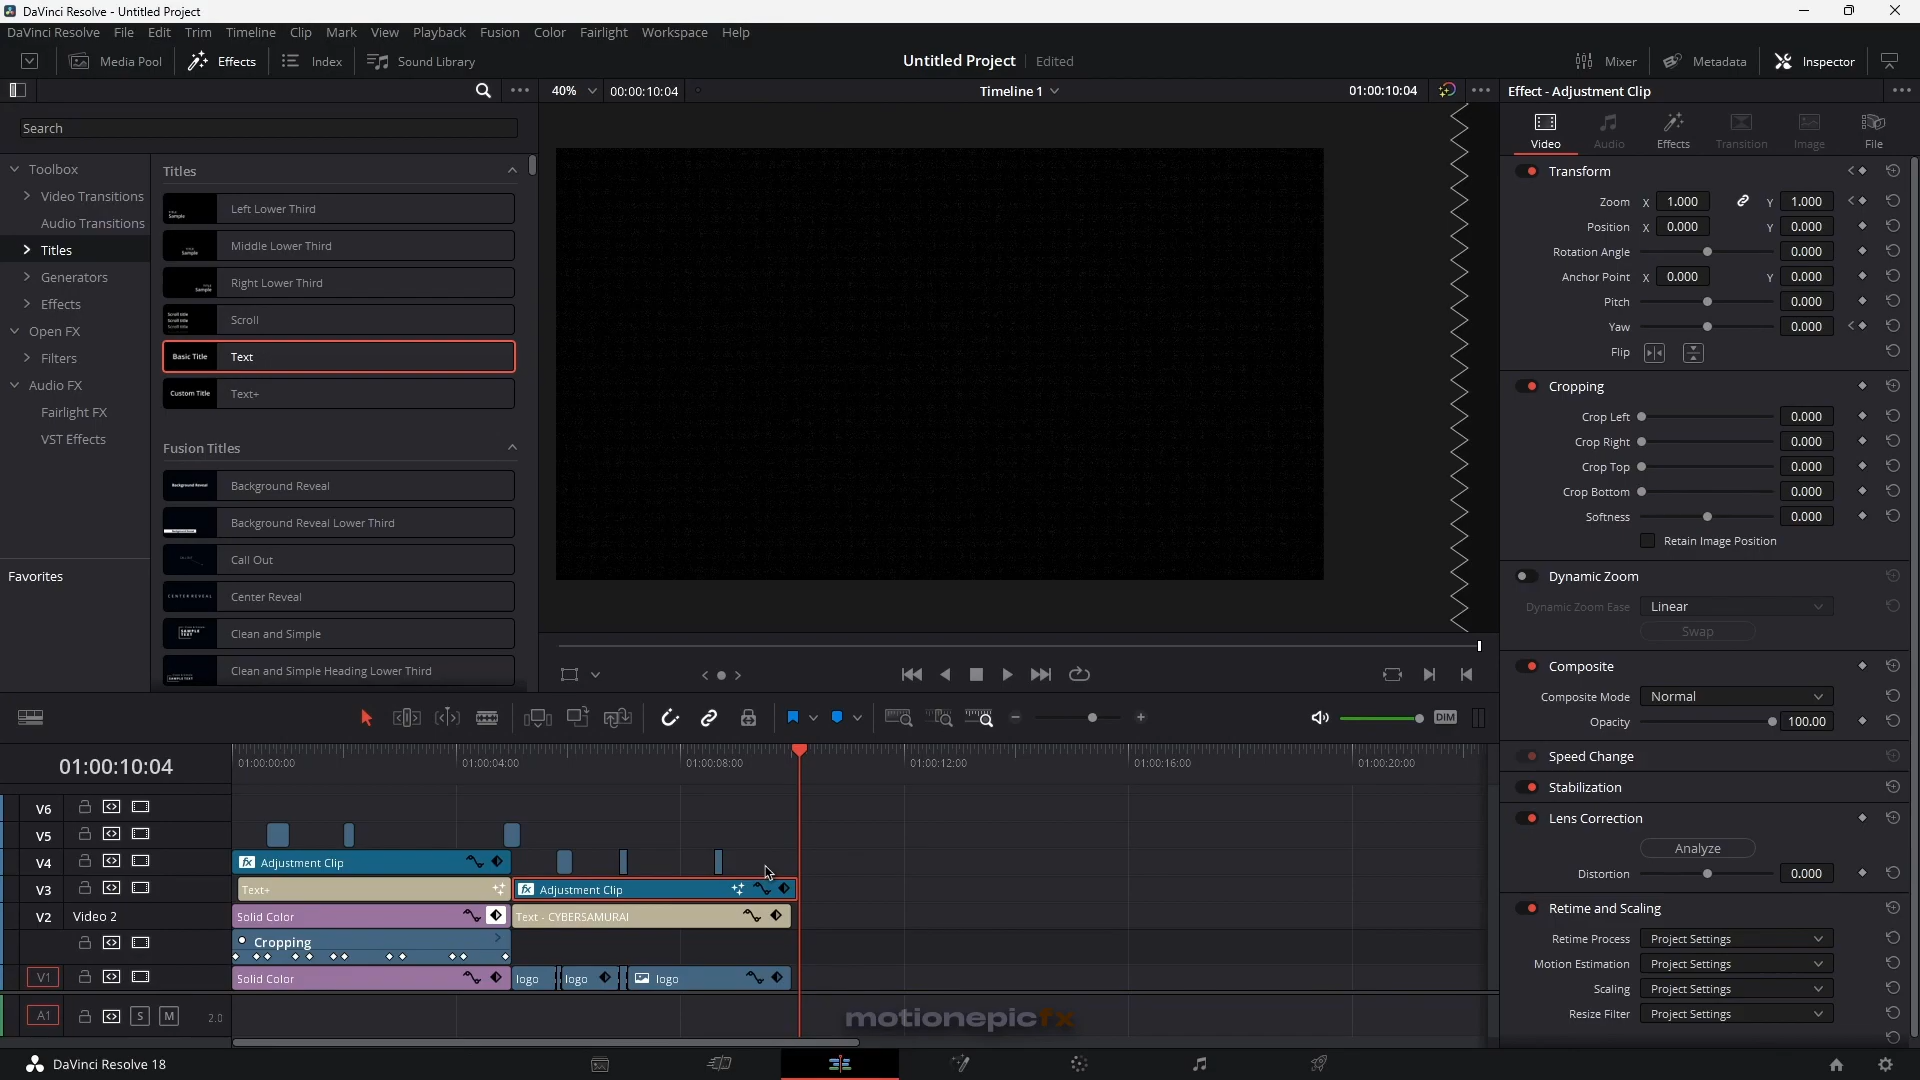 DaVinci Resolve - Untitled Project
DaVinci Resolve File Edit Trim Timeline Clip Mark View Playback Fusion Color Fairlight Workspace Help
Media Pool Effects Index Sound Library
Untitled Project Edited
Mixer Metadata Inspector
40% 00:00:10:04 Timeline 1 01:00:10:04
Effect - Adjustment Clip
Search
Video Audio Effects Transition Image File
Toolbox
Video Transitions
Audio Transitions
Titles
Generators
Effects
Open FX
Filters
Audio FX
Fairlight FX
VST Effects
Favorites
Titles
Left Lower Third
Middle Lower Third
Right Lower Third
Scroll
Basic Title Text
Custom Title Text+
Fusion Titles
Background Reveal
Background Reveal Lower Third
Call Out
CENTER REVEAL Center Reveal
Clean and Simple
Clean and Simple Heading Lower Third
Transform
Zoom X 1.000 Y 1.000
Position X 0.000 Y 0.000
Rotation Angle 0.000
Anchor Point X 0.000 Y 0.000
Pitch 0.000
Yaw 0.000
Flip
Cropping
Crop Left 0.000
Crop Right 0.000
Crop Top 0.000
Crop Bottom 0.000
Softness 0.000
Retain Image Position
Dynamic Zoom
Dynamic Zoom Ease Linear
Swap
Composite
Composite Mode Normal
Opacity 100.00
Speed Change
Stabilization
Lens Correction
Analyze
Distortion 0.000
Retime and Scaling
Retime Process Project Settings
Motion Estimation Project Settings
Scaling Project Settings
Resize Filter Project Settings
DIM
01:00:10:04
01:00:00:00 01:00:04:00 01:00:08:00 01:00:12:00 01:00:16:00 01:00:20:00
V6
V5
V4 fx Adjustment Clip
V3 Text+ fx Adjustment Clip
V2 Video 2 Solid Color Text - CYBERSAMURAI
Cropping
V1 Solid Color logo logo logo
A1 S M 2.0
motionepicfx
DaVinci Resolve 18